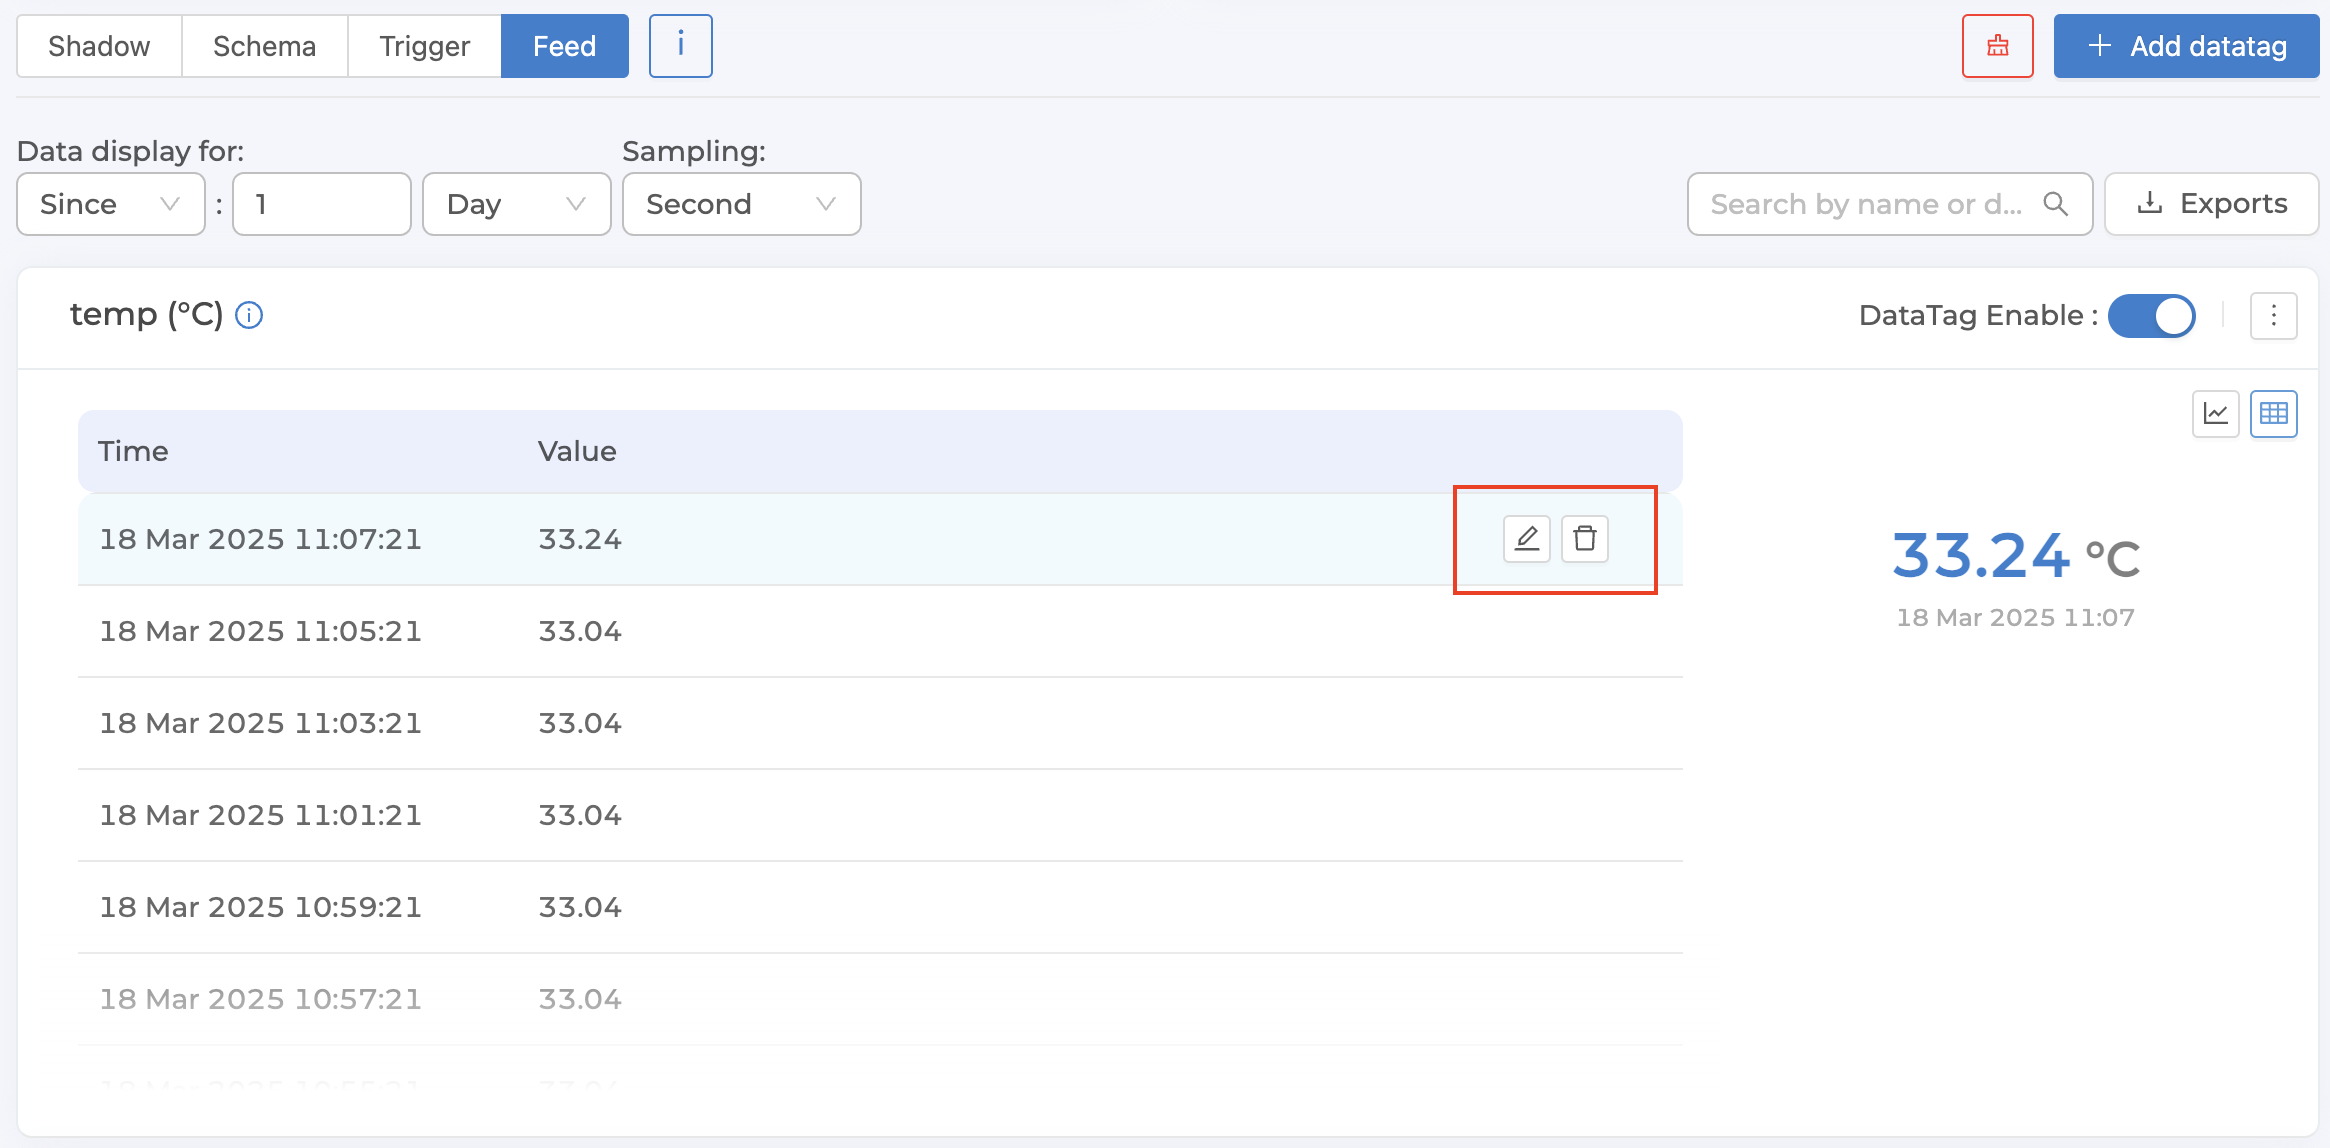 Shadow Schema Trigger Feed i + Add datatag
Data display for: Sampling:
Since : 1 Day Second Search by name or d... Exports
temp (°C) DataTag Enable :
Time Value
18 Mar 2025 11:07:21 33.24
33.24 °C
18 Mar 2025 11:07
18 Mar 2025 11:05:21 33.04
18 Mar 2025 11:03:21 33.04
18 Mar 2025 11:01:21 33.04
18 Mar 2025 10:59:21 33.04
18 Mar 2025 10:57:21 33.04